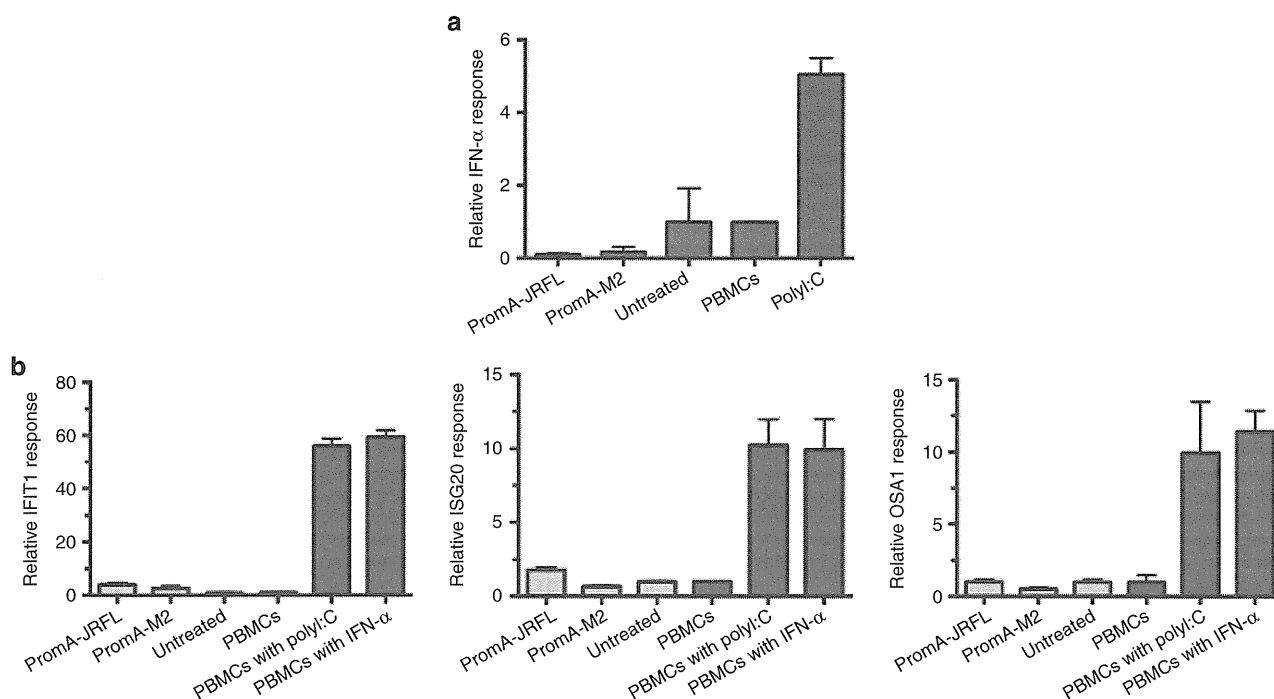 a
Relative IFN-α response
6
4
2
0
PromA-JRFL
PromA-M2
Untreated
PBMCs
PolyI:C
b
Relative IFIT1 response
80
60
40
20
0
PromA-JRFL
PromA-M2
Untreated
PBMCs
PBMCs with polyI:C
PBMCs with IFN-α
Relative ISG20 response
15
10
5
0
PromA-JRFL
PromA-M2
Untreated
PBMCs
PBMCs with polyI:C
PBMCs with IFN-α
Relative OSA1 response
15
10
5
0
PromA-JRFL
PromA-M2
Untreated
PBMCs
PBMCs with polyI:C
PBMCs with IFN-α